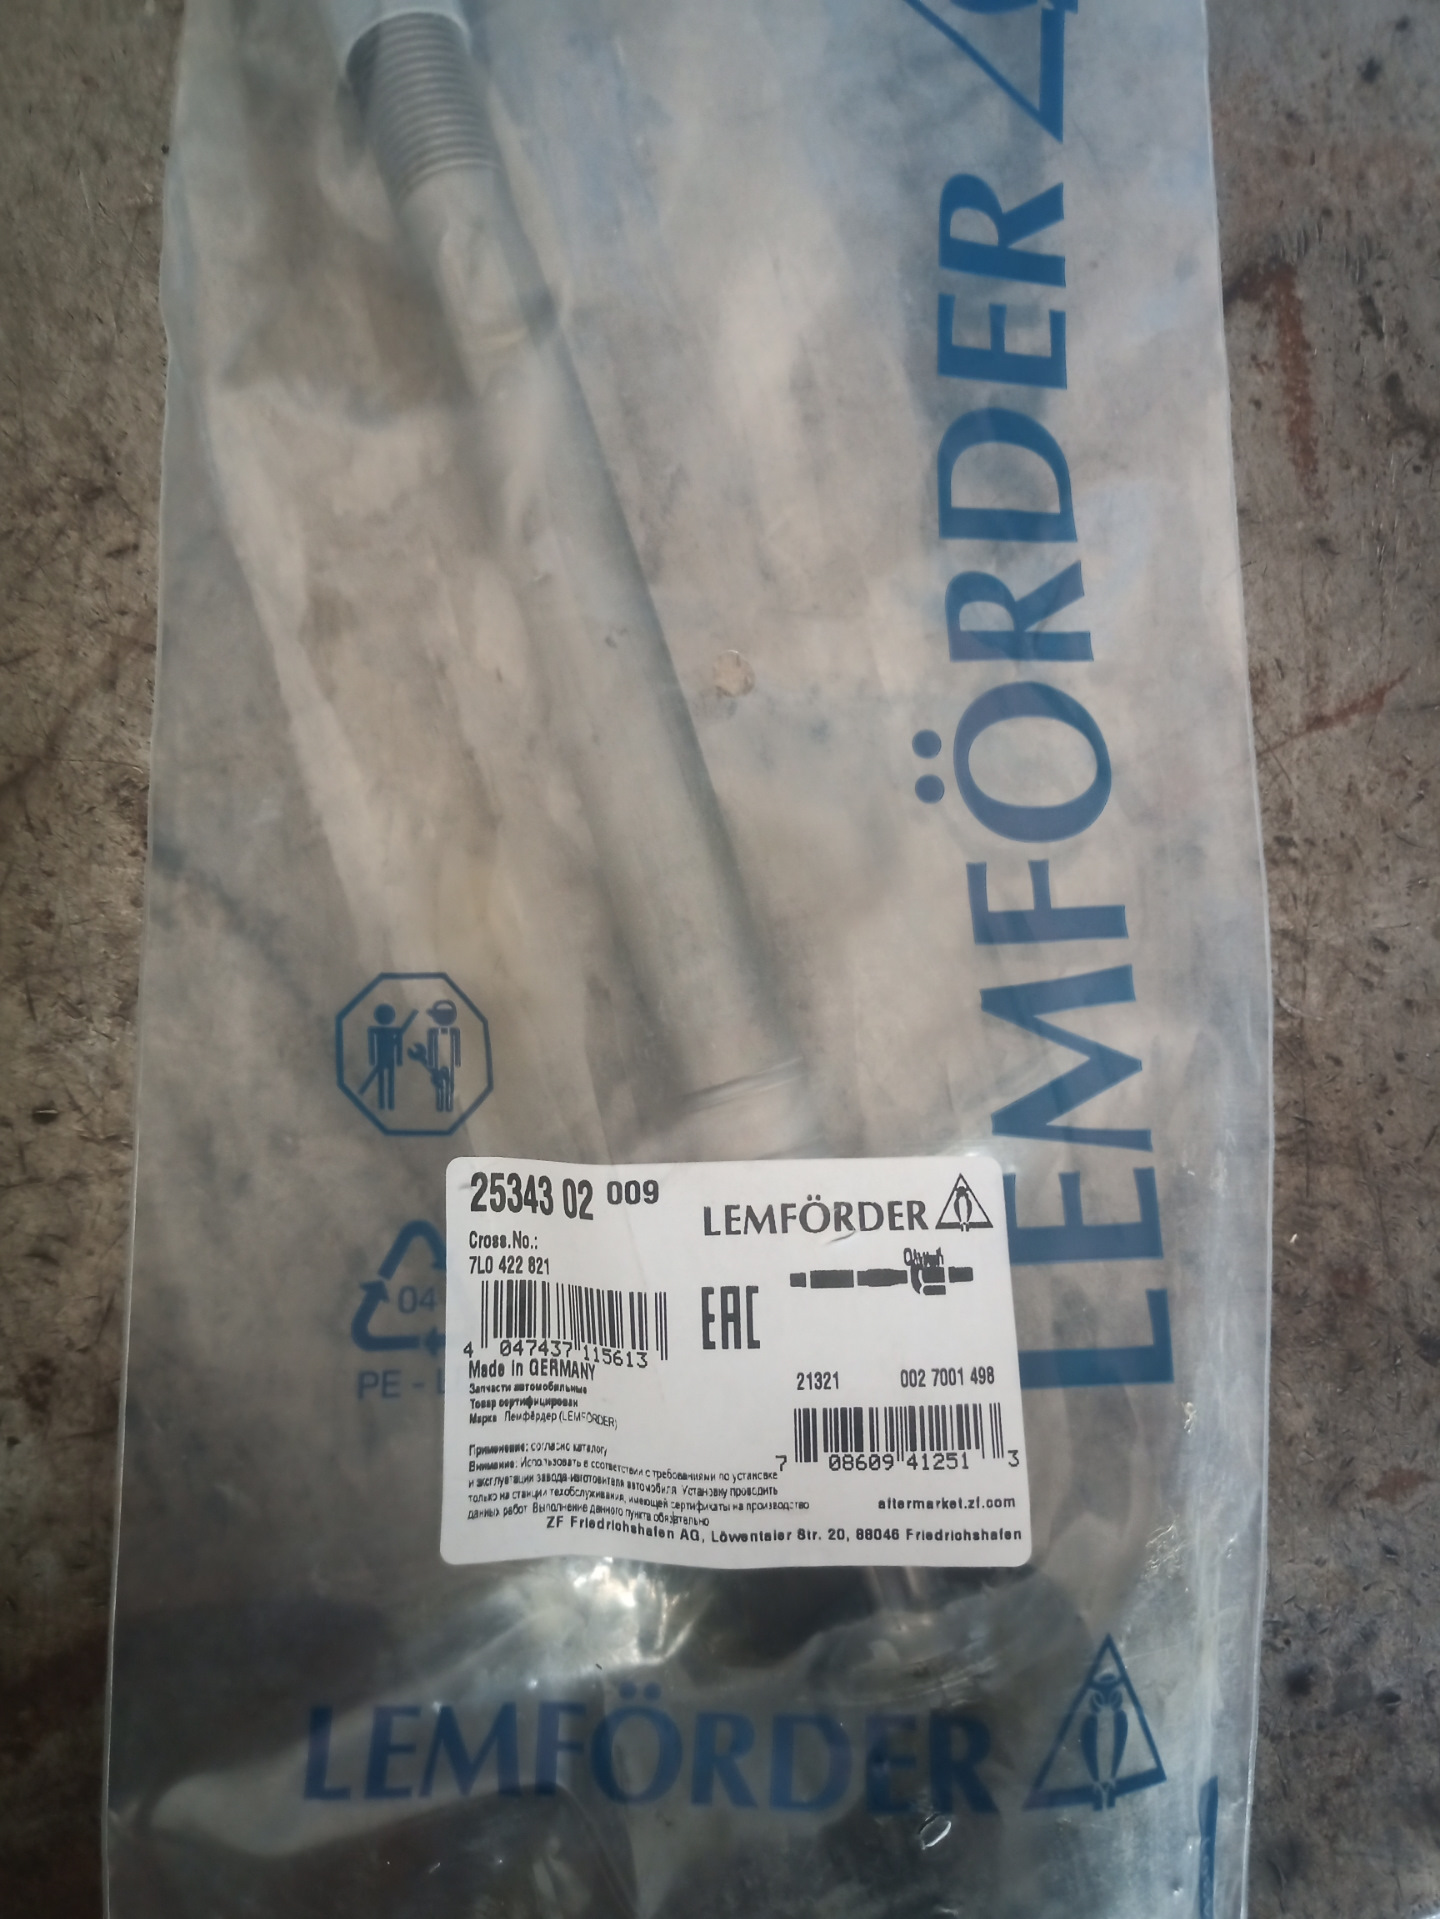 LEMFÖRDER
04
PE - L
25343 02 009
LEMFÖRDER
Cross.No.:
7L0 422 821
EAC
4 047437 115613
Made in GERMANY
21321 002 7001 498
Запчасти автомобильные
Товар сертифицирован
Марка Лемфёрдер (LEMFÖRDER)
7 08609 41251 3
Применение: согласно каталогу
Внимание: Использовать в соответствии с требованиями по установке
и эксплуатации завода-изготовителя автомобиля. Установку проводить
только на станции техобслуживания, имеющей сертификаты на производство
данных работ. Выполнение данного пункта обязательно
aftermarket.zf.com
ZF Friedrichshafen AG, Löwentaler Str. 20, 88046 Friedrichshafen
LEMFÖRDER